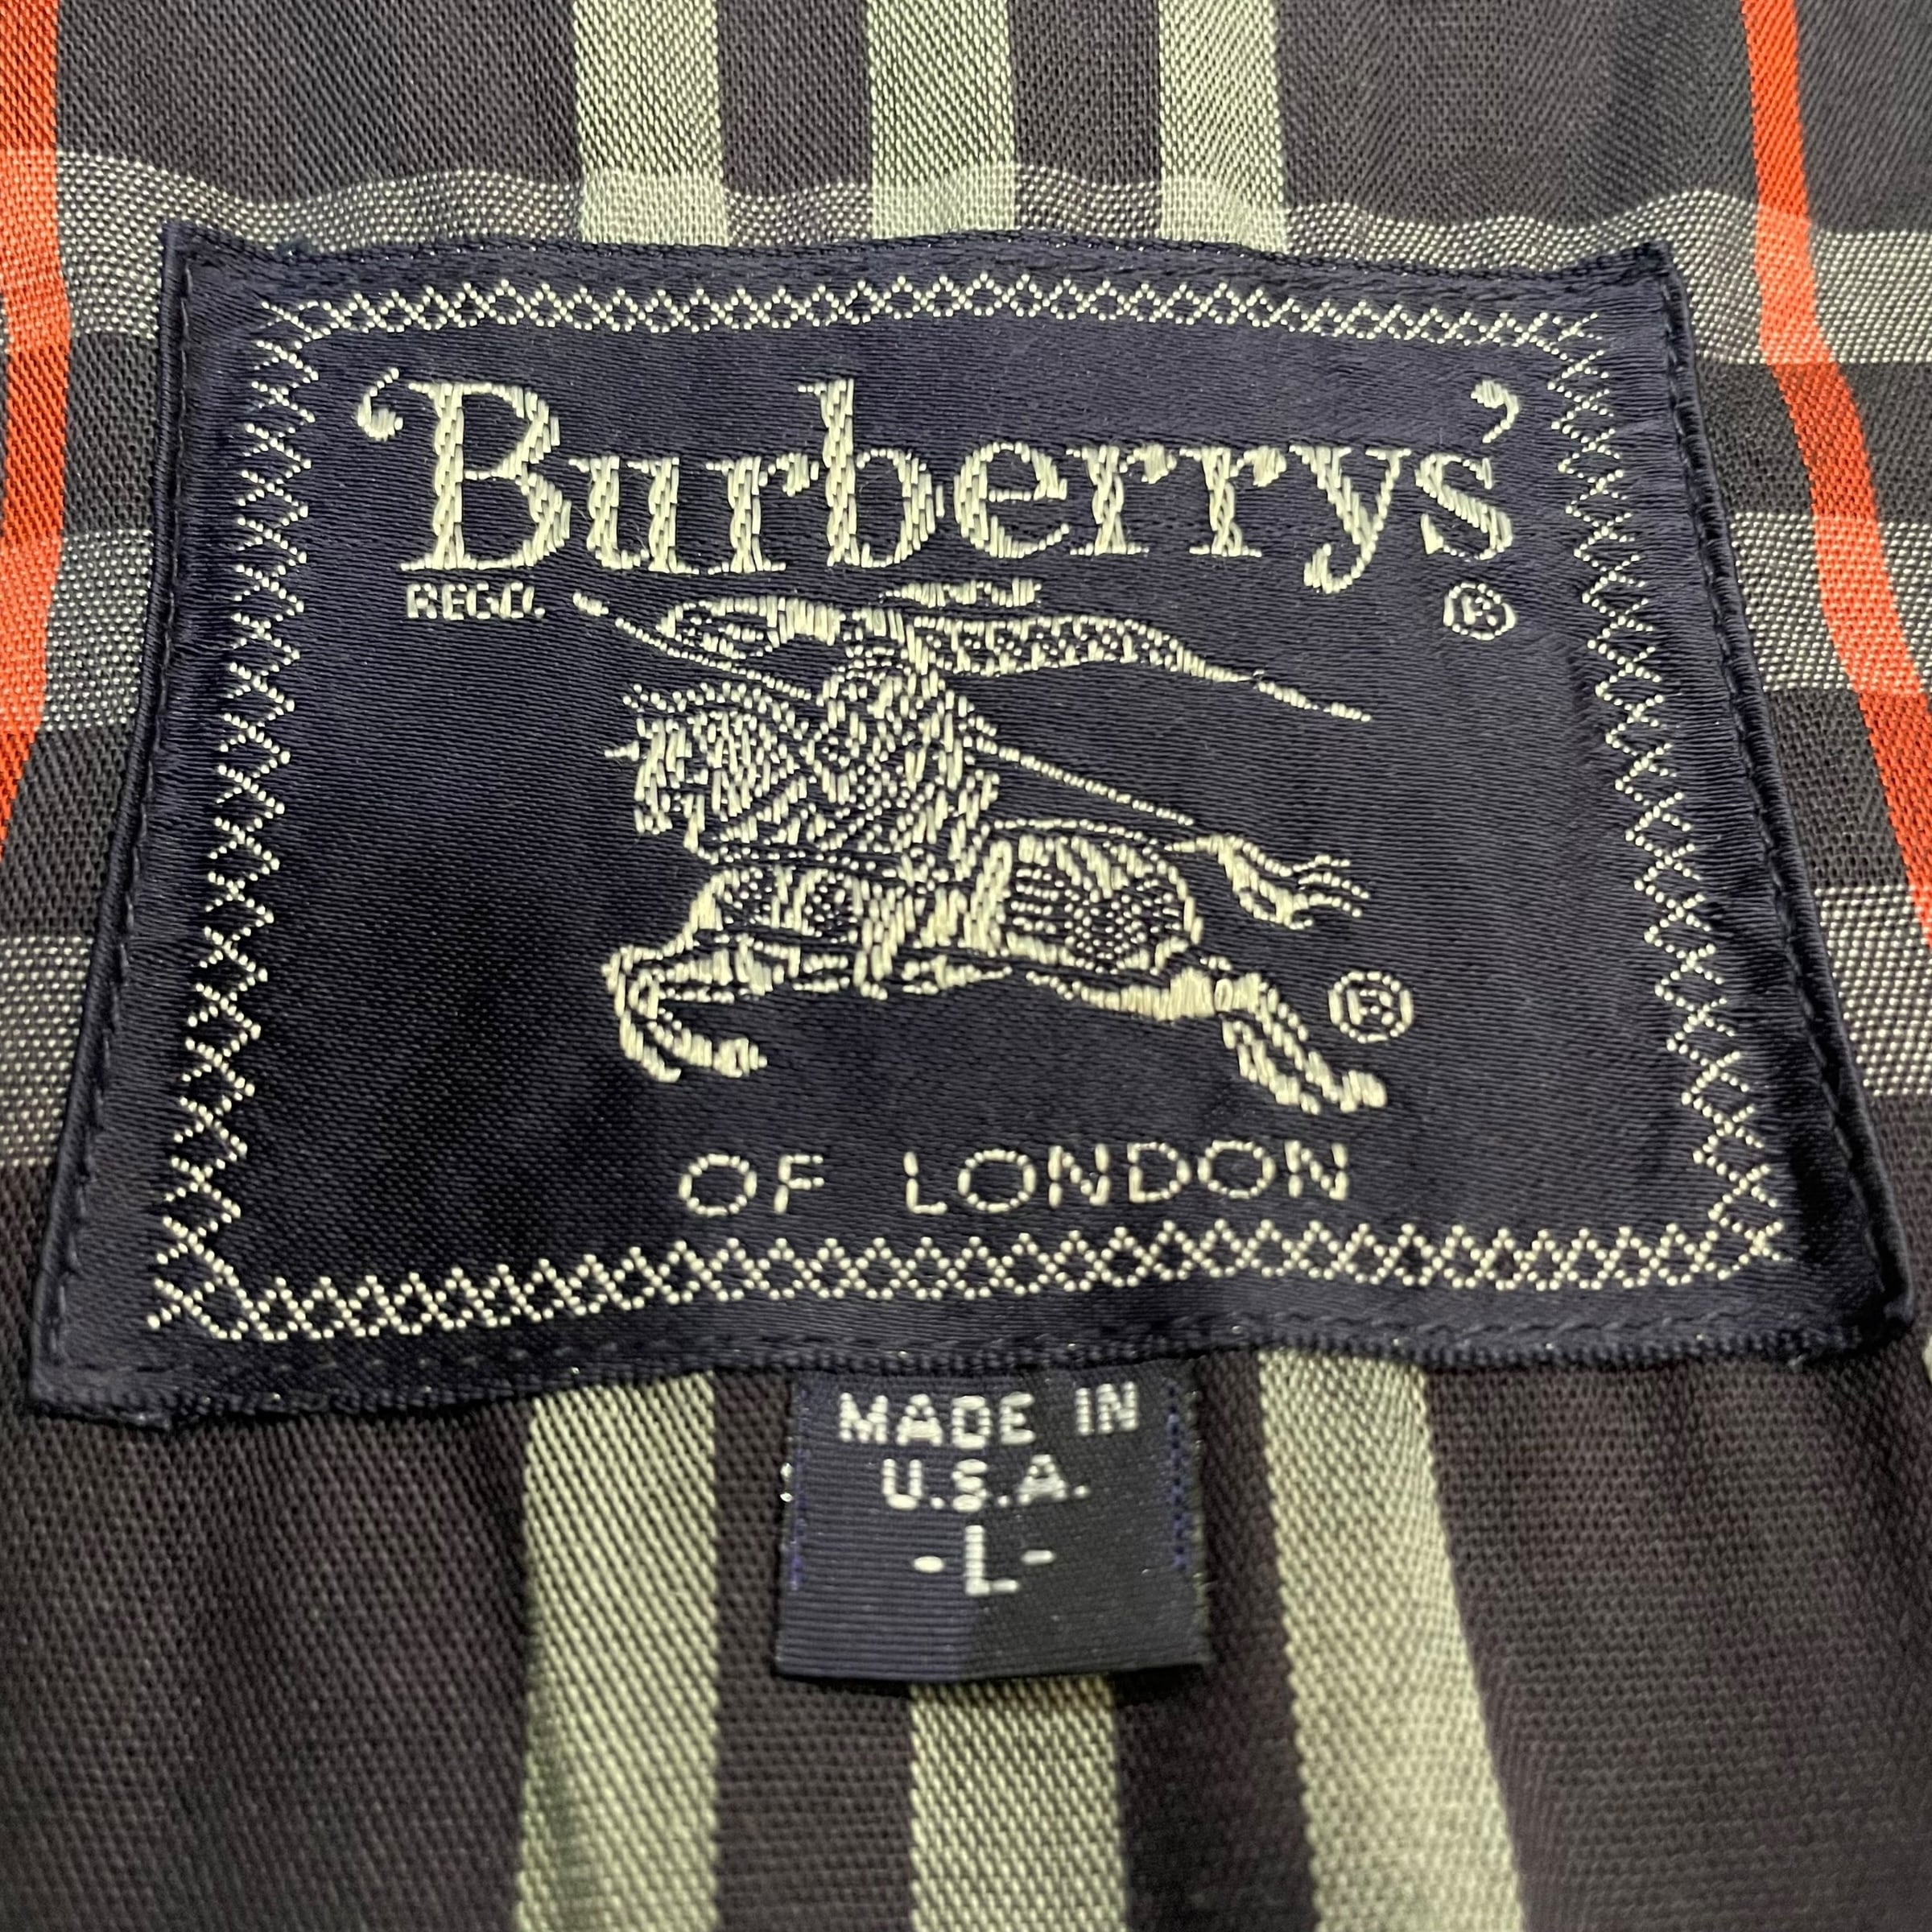 ‘Burberrys’
REGD. ®
®
OF LONDON
MADE IN
U.S.A.
-L-